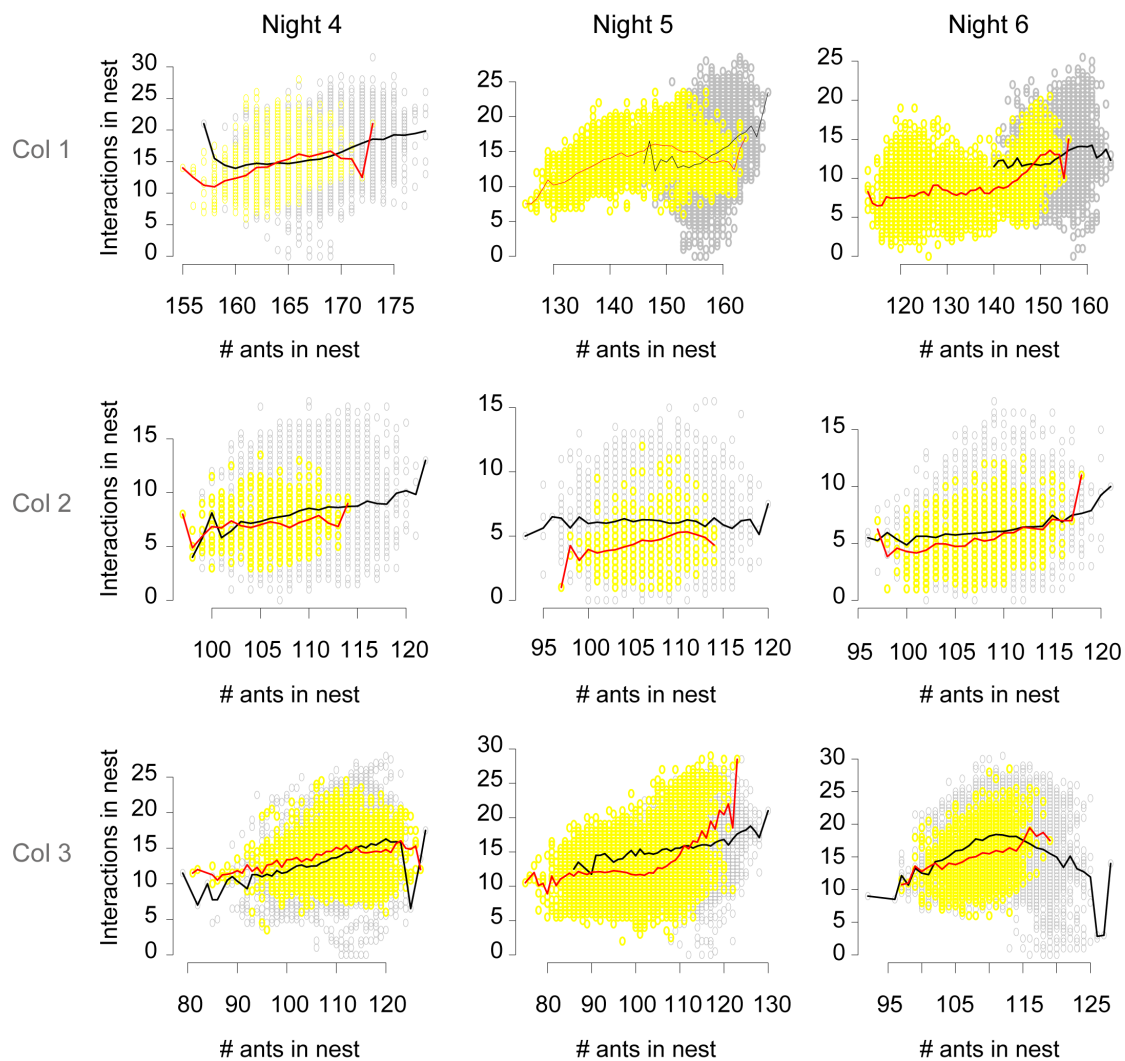 Night 4 Night 5 Night 6
Col 1
Interactions in nest
30
25
20
15
10
5
0
155 160 165 170 175
# ants in nest
25
20
15
10
5
0
130 140 150 160
# ants in nest
25
20
15
10
5
0
120 130 140 150 160
# ants in nest
Col 2
Interactions in nest
15
10
5
0
100 105 110 115 120
# ants in nest
15
10
5
0
95 100 105 110 115 120
# ants in nest
15
10
5
0
95 100 105 110 115 120
# ants in nest
Col 3
Interactions in nest
25
20
15
10
5
0
80 90 100 110 120
# ants in nest
30
25
20
15
10
5
0
80 90 100 110 120 130
# ants in nest
30
25
20
15
10
5
0
95 105 115 125
# ants in nest